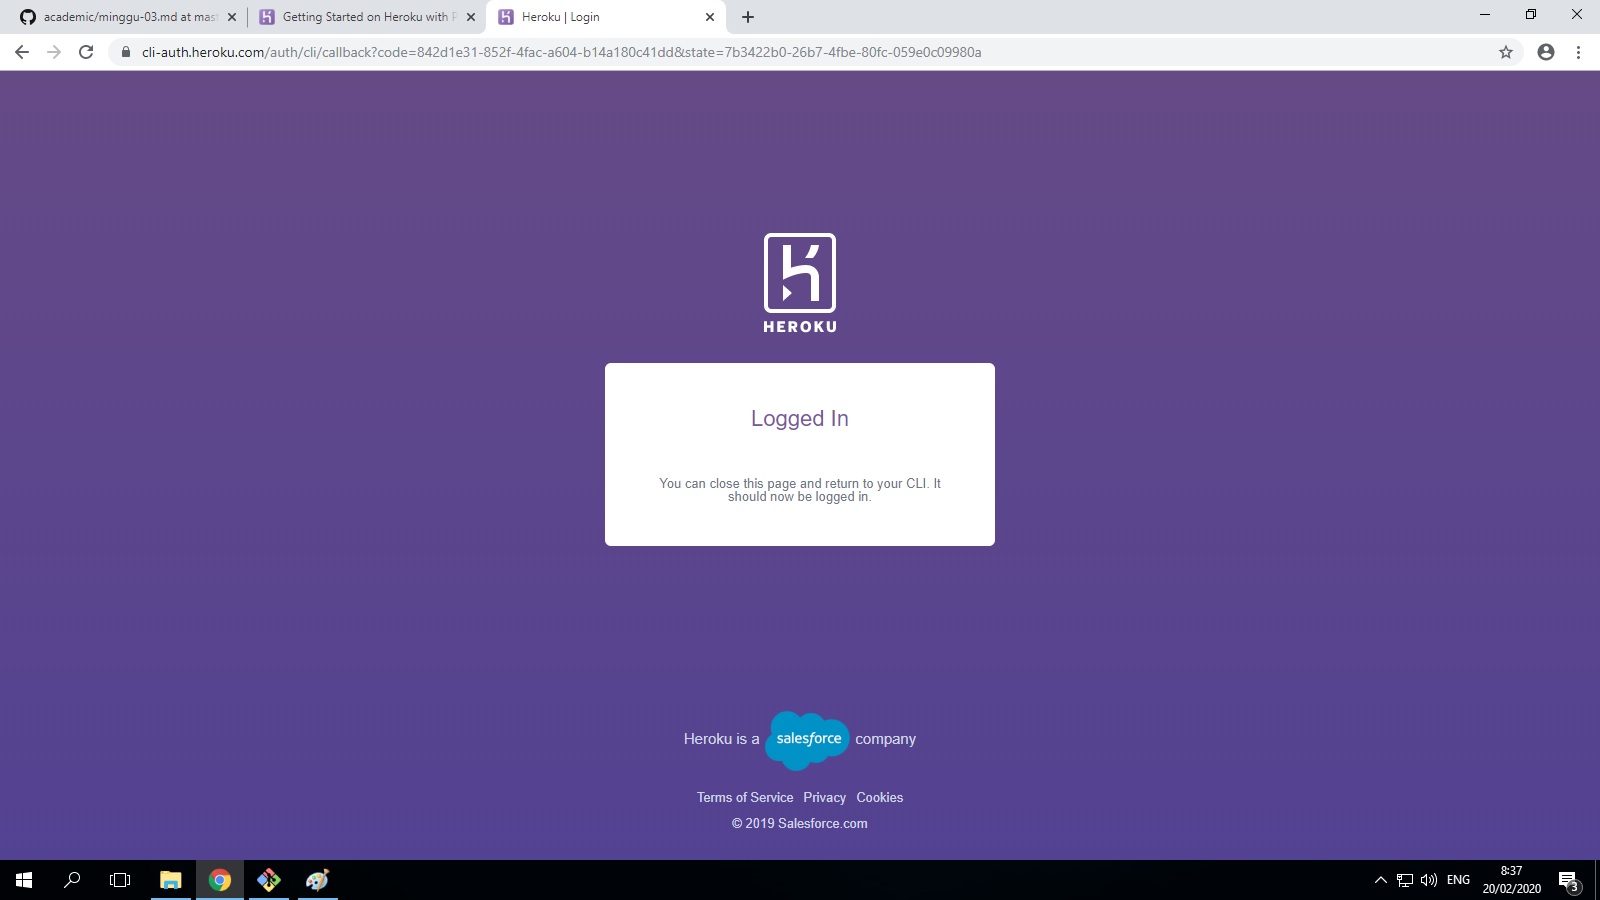 academic/minggu-03.md at mast
Getting Started on Heroku with P
Heroku | Login
cli-auth.heroku.com/auth/cli/callback?code=842d1e31-852f-4fac-a604-b14a180c41dd&state=7b3422b0-26b7-4fbe-80fc-059e0c09980a
HEROKU
Logged In
You can close this page and return to your CLI. It
should now be logged in.
Heroku is a salesforce company
Terms of Service Privacy Cookies
© 2019 Salesforce.com
ENG
8:37
20/02/2020
3